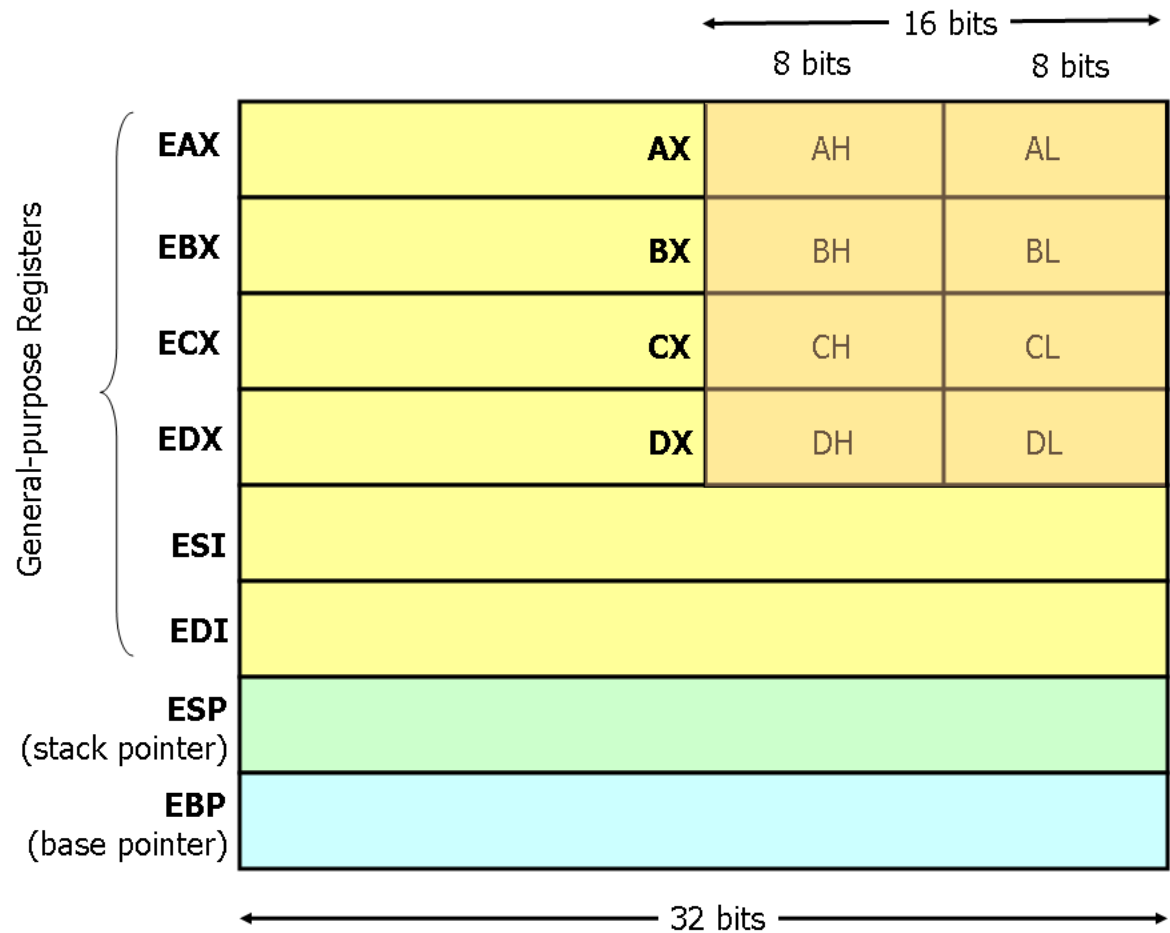 16 bits
8 bits 8 bits
General-purpose Registers
EAX AX AH AL
EBX BX BH BL
ECX CX CH CL
EDX DX DH DL
ESI
EDI
ESP
(stack pointer)
EBP
(base pointer)
32 bits